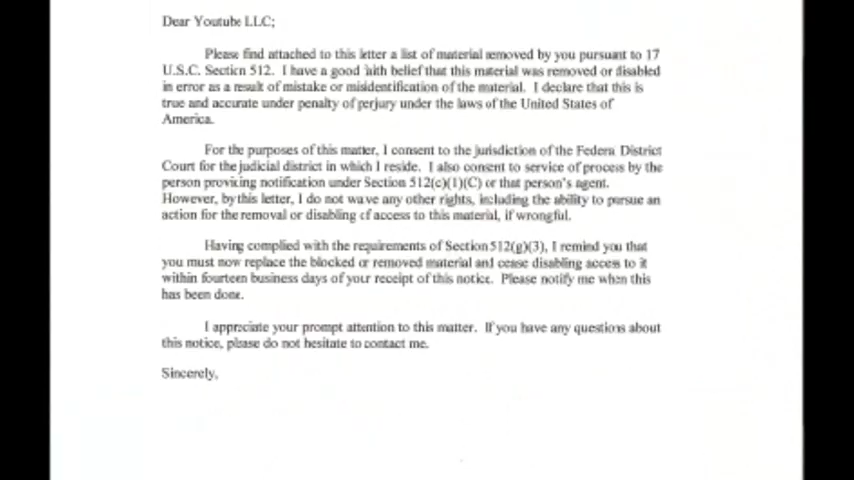 Dear Youtube LLC;
Please find attached to this letter a list of material removed by you pursuant to 17
U.S.C. Section 512. I have a good faith belief that this material was removed or disabled
in error as a result of mistake or misidentification of the material. I declare that this is
true and accurate under penalty of perjury under the laws of the United States of
America.
For the purposes of this matter, I consent to the jurisdiction of the Federal District
Court for the judicial district in which I reside. I also consent to service of process by the
person providing notification under Section 512(c)(1)(C) or that person's agent.
However, by this letter, I do not wave any other rights, including the ability to pursue an
action for the removal or disabling of access to this material, if wrongful.
Having complied with the requirements of Section 512(g)(3), I remind you that
you must now replace the blocked or removed material and cease disabling access to it
within fourteen business days of your receipt of this notice. Please notify me when this
has been done.
I appreciate your prompt attention to this matter. If you have any questions about
this notice, please do not hesitate to contact me.
Sincerely,